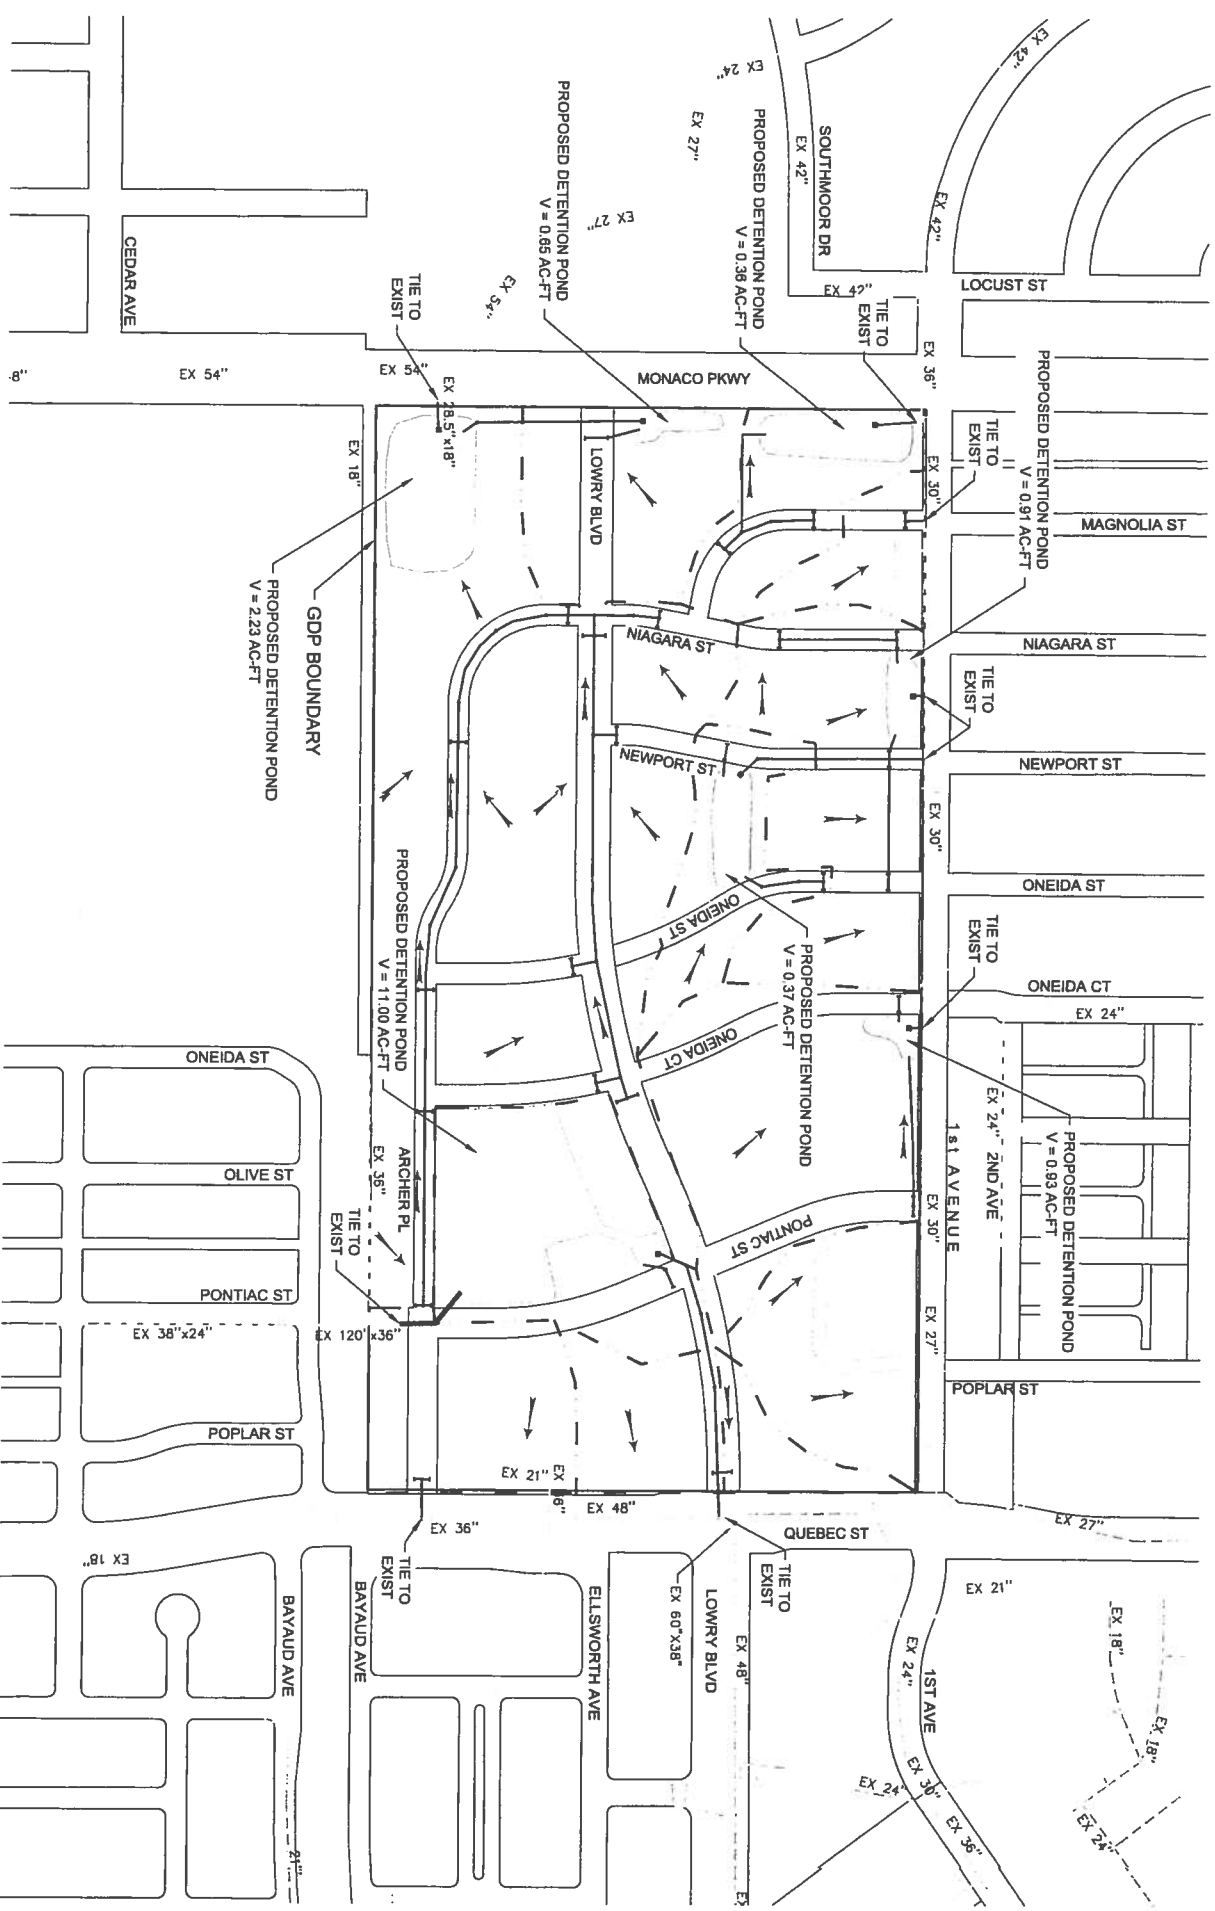 EX 42"
EX 24"
PROPOSED DETENTION POND
V = 0.65 AC-FT
EX 27"
PROPOSED DETENTION POND
V = 0.36 AC-FT
SOUTHMOOR DR
EX 42"
EX 42"
EX 27"
CEDAR AVE
TIE TO
EXIST
EX 54"
EX 42"
TIE TO
EXIST
LOCUST ST
EX 36"
PROPOSED DETENTION POND
V = 0.91 AC-FT
8"
EX 54"
EX 54"
MONACO PKWY
EX 28.5"x18"
EX 18"
LOWRY BLVD
EX 30"
TIE TO
EXIST
MAGNOLIA ST
PROPOSED DETENTION POND
V = 2.23 AC-FT
GDP BOUNDARY
NIAGARA ST
NIAGARA ST
TIE TO
EXIST
NEWPORT ST
NEWPORT ST
EX 30"
PROPOSED DETENTION POND
V = 11.00 AC-FT
ONEIDA ST
ONEIDA ST
PROPOSED DETENTION POND
V = 0.37 AC-FT
TIE TO
EXIST
ONEIDA CT
EX 24"
ONEIDA CT
ONEIDA ST
EX 24"
2ND AVE
PROPOSED DETENTION POND
V = 0.93 AC-FT
1st AVENUE
OLIVE ST
EX 36"
ARCHER PL
TIE TO
EXIST
PONTIAC ST
EX 30"
PONTIAC ST
EX 38"x24"
EX 120'x36"
EX 27"
POPLAR ST
POPLAR ST
EX 21"
EX 48"
EX 36"
QUEBEC ST
EX 27"
EX 18"
TIE TO
EXIST
TIE TO
EXIST
EX 21"
BAYAUD AVE
BAYAUD AVE
ELLSWORTH AVE
EX 60"X38"
LOWRY BLVD
EX 48"
EX 24"
1ST AVE
EX 18"
EX 18"
EX 24"
EX 30"
EX 36"
EX 24"
21"
EX